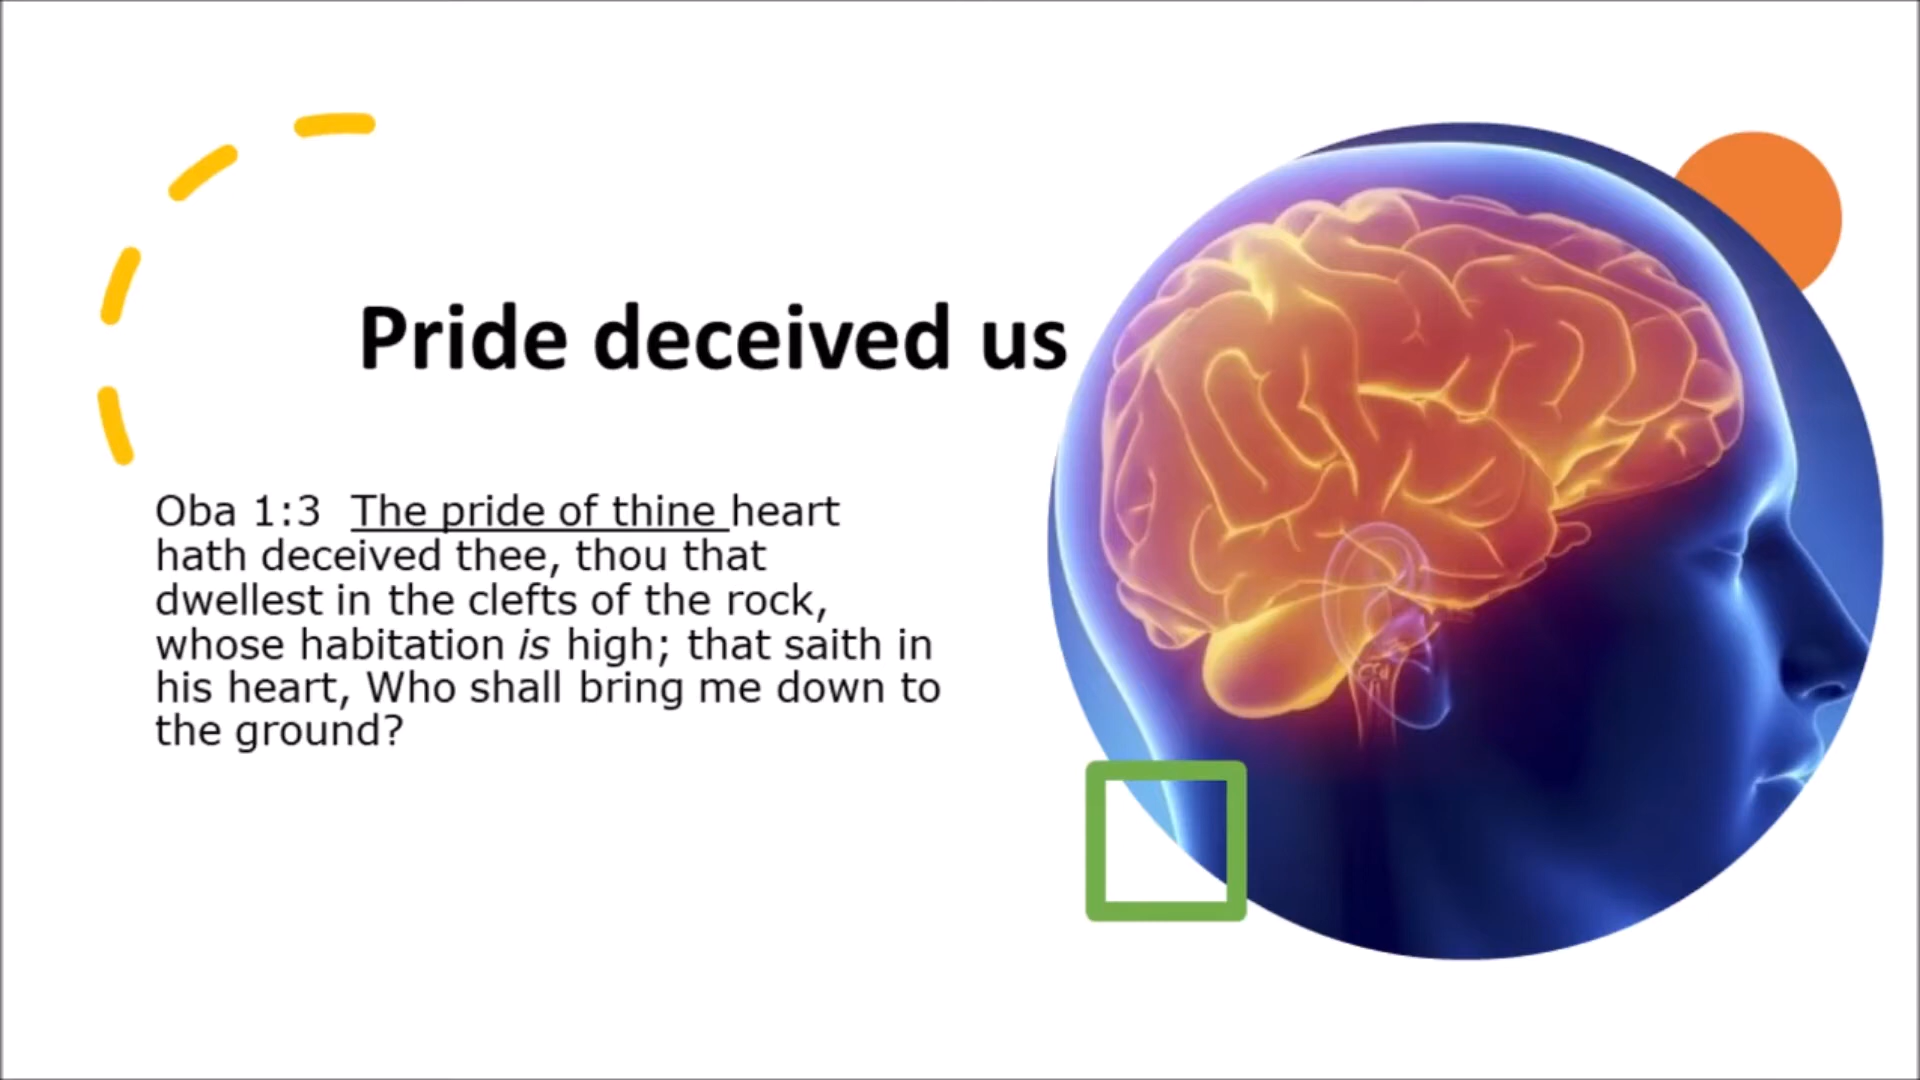 Pride deceived us
Oba 1:3  The pride of thine heart
hath deceived thee, thou that
dwellest in the clefts of the rock,
whose habitation is high; that saith in
his heart, Who shall bring me down to
the ground?